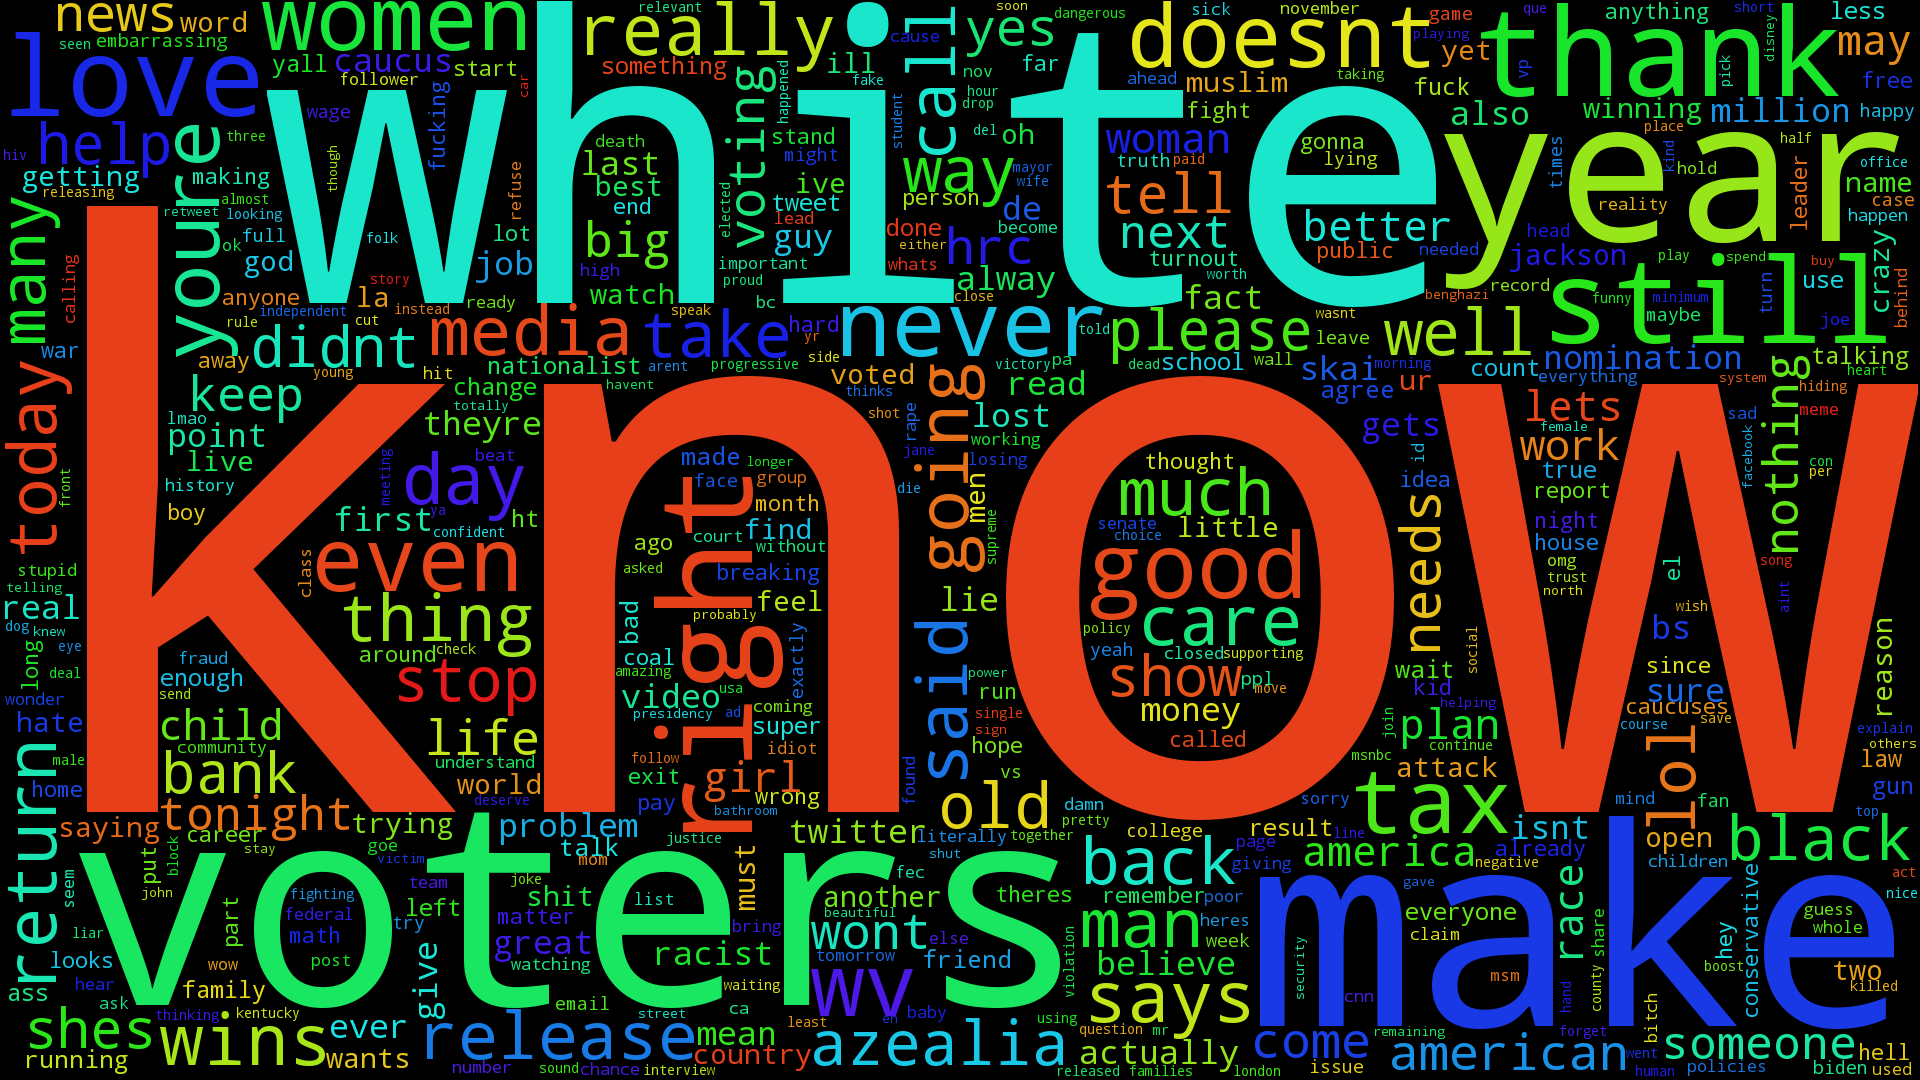 news
word
women
really
relevant
cause
call
yes
soon
dangerous
doesnt
sick
november
game
playing
thank
que
short
anything
less
seen
embarrassing
love
yall
caucus
start
follower
something
ill
fake
nov
far
ahead
muslim
taking
yet
fuck
vp
pick
disney
may
free
help
wage
car
white
voting
happened
stand
student
hour
drop
del
oh
fight
woman
gonna
lying
also
winning
million
happy
hiv
getting
releasing
your
youre
three
making
almost
though
fucking
refuse
death
last
best
end
might
ive
tweet
way
person
mayor
wife
truth
paid
tell
year
place
times
kind
half
hold
leader
office
name
case
many
calling
retweet
looking
full
ok
god
folk
lot
job
big
elected
important
proud
guy
lead
done
either
whats
hrc
de
become
next
turnout
better
public
needed
head
reality
jackson
happen
crazy
war
anyone
independent
rule
la
cut
story
instead
ready
high
watch
speak
bc
close
alway
worth
fact
benghazi
record
still
play
spend
funny
minimum
maybe
turn
buy
use
joe
behind
today
away
didnt
young
media
nationalist
take
arent
hard
yr
side
progressive
never
told
victory
pa
please
dead
school
wasnt
leave
wall
well
skai
morning
count
nomination
everything
system
talking
hiding
heart
keep
know
hit
change
totally
havent
voted
thinks
shot
going
read
lost
agree
ur
lets
female
sad
nothing
meme
lmao
point
live
history
boy
front
theyre
beat
day
meeting
ya
first
confident
ht
made
face
longer
group
month
rape
jane
die
working
losing
men
thought
much
little
senate
choice
gets
id
idea
work
true
report
facebook
con
per
stupid
telling
real
class
even
ago
asked
court
find
without
right
breaking
supreme
good
needs
night
house
omg
trust
north
el
song
dog
knew
eye
long
deal
thing
check
around
bad
probably
feel
lie
care
policy
yeah
closed
supporting
social
wish
aint
bs
reason
fraud
enough
send
stop
coal
amazing
exactly
video
usa
presidency
ad
coming
super
said
power
run
single
sign
show
ppl
move
money
called
wait
kid
helping
since
sure
caucuses
course
save
wonder
hate
child
community
life
understand
follow
idiot
hope
join
msnbc
plan
continue
lol
explain
others
law
male
home
bank
world
deserve
exit
pay
girl
bathroom
wrong
found
vs
old
damn
pretty
sorry
tax
attack
mind
fan
gun
top
return
saying
tonight
career
stay
trying
goe
problem
talk
justice
twitter
literally
together
college
result
line
isnt
open
black
block
put
seem
john
voters
victim
mom
joke
must
shut
fec
back
page
giving
america
negative
already
children
act
nice
fighting
federal
math
team
left
try
shit
matter
list
bring
another
beautiful
theres
remember
poor
heres
make
gave
everyone
claim
race
hey
guess
whole
liar
looks
part
wow
post
give
great
watching
racist
wont
else
tomorrow
friend
violation
man
week
believe
security
msm
share
county
boost
conservative
two
killed
ass
hear
ask
family
email
street
waiting
ca
wv
en
baby
using
says
cnn
hand
bitch
shes
thinking
kentucky
wins
ever
release
mean
least
azealia
question
mr
come
remaining
forget
someone
hell
running
wants
number
sound
chance
interview
country
actually
released
families
london
issue
american
went
human
policies
biden
used